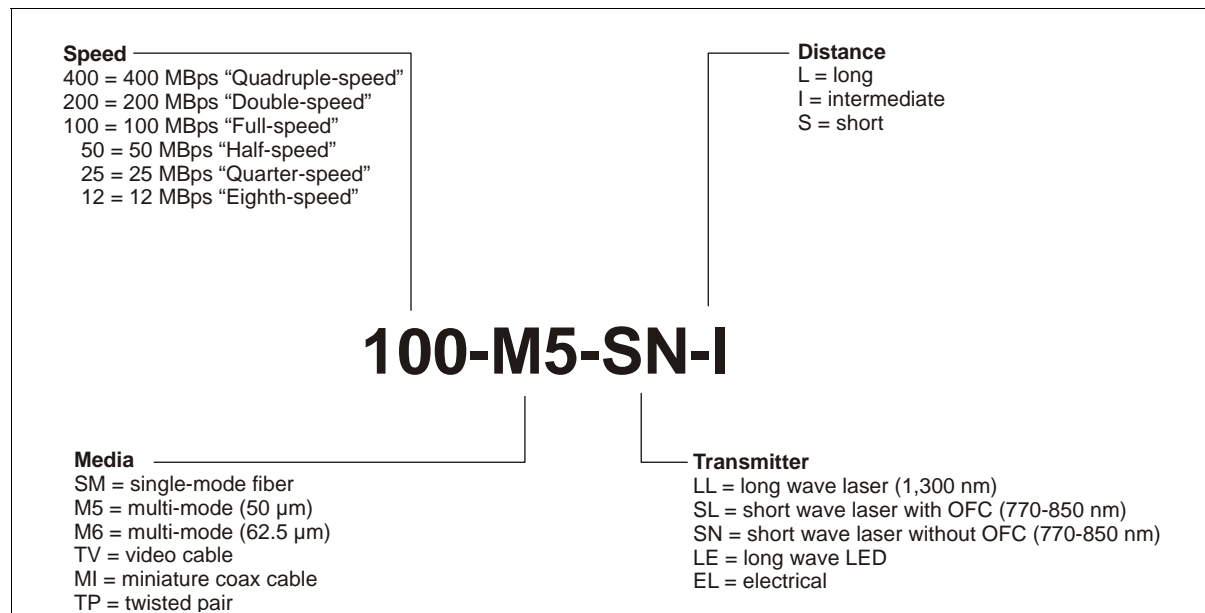 Speed
400 = 400 MBps “Quadruple-speed”
200 = 200 MBps “Double-speed”
100 = 100 MBps “Full-speed”
50 = 50 MBps “Half-speed”
25 = 25 MBps “Quarter-speed”
12 = 12 MBps “Eighth-speed”
Distance
L = long
I = intermediate
S = short
100-M5-SN-I
Media
SM = single-mode fiber
M5 = multi-mode (50 µm)
M6 = multi-mode (62.5 µm)
TV = video cable
MI = miniature coax cable
TP = twisted pair
Transmitter
LL = long wave laser (1,300 nm)
SL = short wave laser with OFC (770-850 nm)
SN = short wave laser without OFC (770-850 nm)
LE = long wave LED
EL = electrical